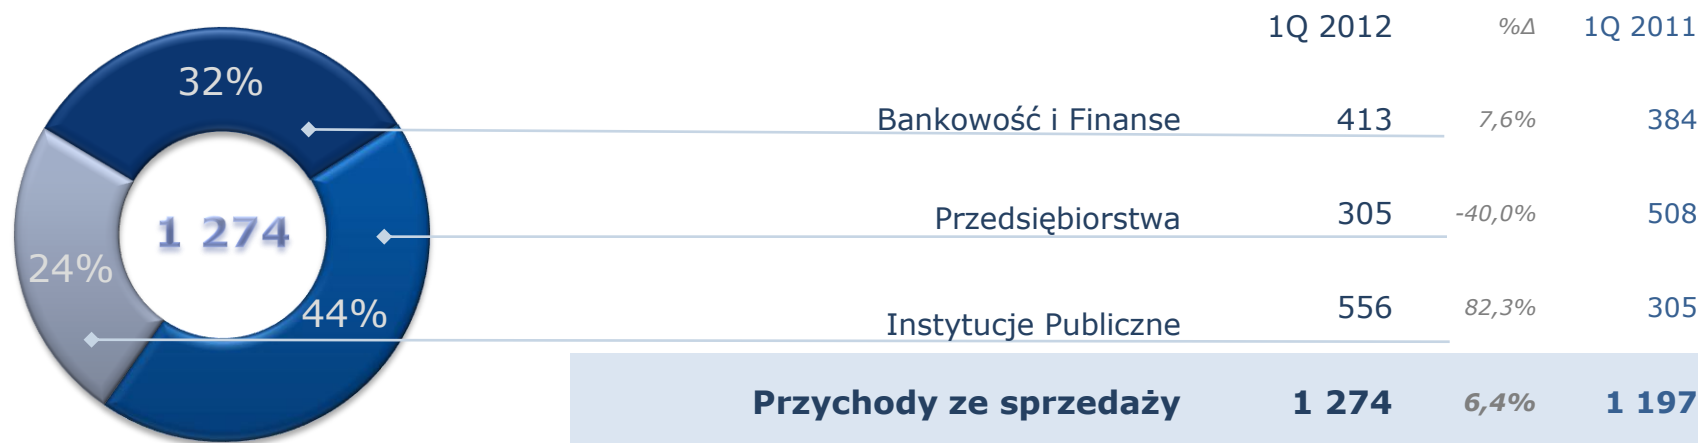 1Q 2012 %Δ 1Q 2011
32%
Bankowość i Finanse 413 7,6% 384
1 274
Przedsiębiorstwa 305 -40,0% 508
24%
44%
Instytucje Publiczne 556 82,3% 305
Przychody ze sprzedaży 1 274 6,4% 1 197